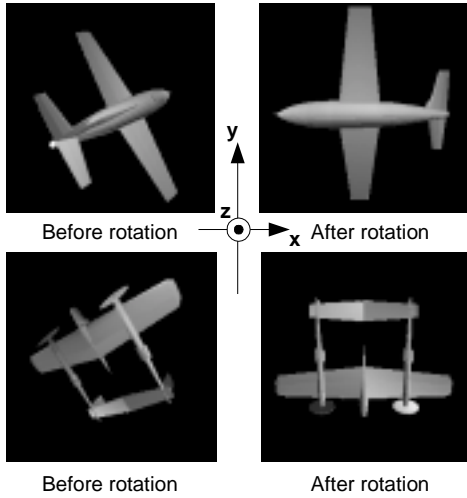 y
Before rotation
z
x
After rotation
Before rotation
After rotation